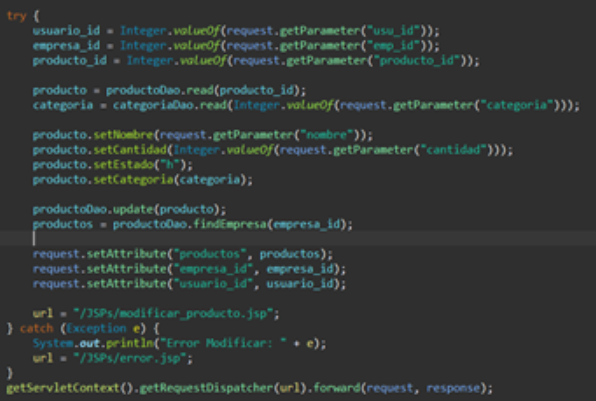 try {
usuario_id = Integer.valueOf(request.getParameter("usu_id"));
empresa_id = Integer.valueOf(request.getParameter("emp_id"));
producto_id = Integer.valueOf(request.getParameter("producto_id"));
producto = productoDao.read(producto_id);
categoria = categoriaDao.read(Integer.valueOf(request.getParameter("categoria")));
producto.setNombre(request.getParameter("nombre"));
producto.setCantidad(Integer.valueOf(request.getParameter("cantidad")));
producto.setEstado("h");
producto.setCategoria(categoria);
productoDao.update(producto);
productos = productoDao.findEmpresa(empresa_id);
request.setAttribute("productos", productos);
request.setAttribute("empresa_id", empresa_id);
request.setAttribute("usuario_id", usuario_id);
url = "/JSPs/modificar_producto.jsp";
} catch (Exception e) {
System.out.println("Error Modificar: " + e);
url = "/JSPs/error.jsp";
}
getServletContext().getRequestDispatcher(url).forward(request, response);